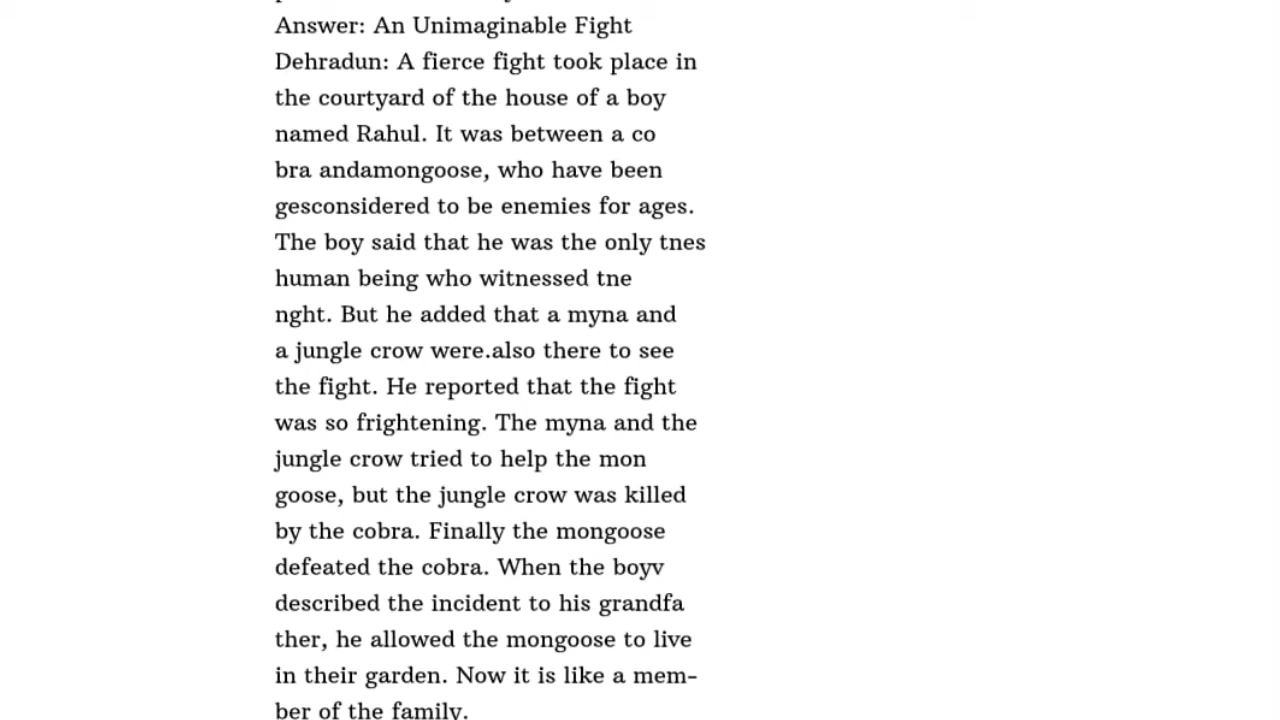 Answer: An Unimaginable Fight
Dehradun: A fierce fight took place in
the courtyard of the house of a boy
named Rahul. It was between a co
bra andamongoose, who have been
gesconsidered to be enemies for ages.
The boy said that he was the only tnes
human being who witnessed tne
nght. But he added that a myna and
a jungle crow were.also there to see
the fight. He reported that the fight
was so frightening. The myna and the
jungle crow tried to help the mon
goose, but the jungle crow was killed
by the cobra. Finally the mongoose
defeated the cobra. When the boyv
described the incident to his grandfa
ther, he allowed the mongoose to live
in their garden. Now it is like a mem-
ber of the family.